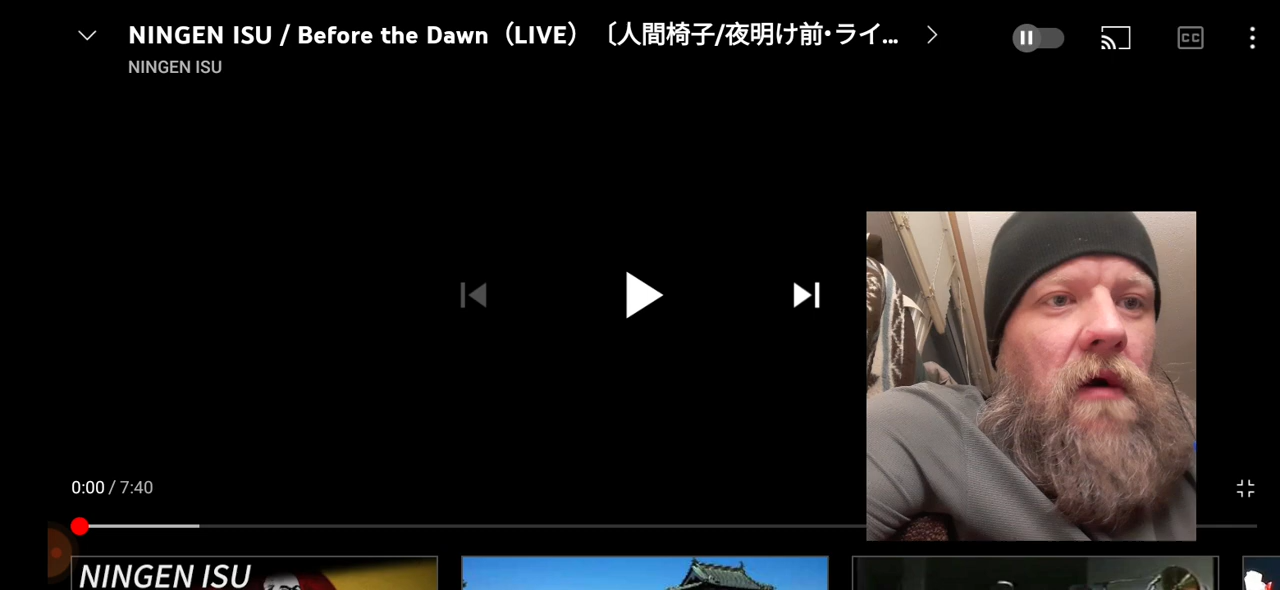 NINGEN ISU / Before the Dawn（LIVE）〔人間椅子/夜明け前・ライ...
NINGEN ISU
CC
0:00 / 7:40
NINGEN ISU